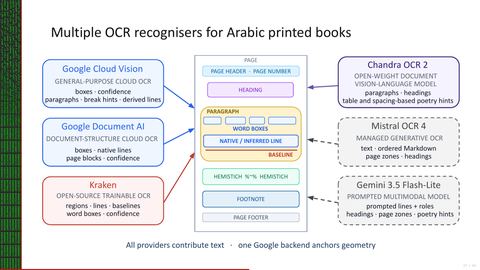 Multiple OCR recognisers for Arabic printed books
Google Cloud Vision
GENERAL-PURPOSE CLOUD OCR
boxes · confidence
paragraphs · break hints · derived lines
Google Document AI
DOCUMENT-STRUCTURE CLOUD OCR
boxes · native lines
page blocks · confidence
Kraken
OPEN-SOURCE TRAINABLE OCR
regions · lines · baselines
word boxes · confidence
PAGE
PAGE HEADER · PAGE NUMBER
HEADING
PARAGRAPH
WORD BOXES
NATIVE / INFERRED LINE
BASELINE
HEMISTICH
HEMISTICH
FOOTNOTE
PAGE FOOTER
Chandra OCR 2
OPEN-WEIGHT DOCUMENT
VISION-LANGUAGE MODEL
paragraphs · headings
table and spacing-based poetry hints
Mistral OCR 4
MANAGED GENERATIVE OCR
text · ordered Markdown
page zones · headings
Gemini 3.5 Flash-Lite
PROMPTED MULTIMODAL MODEL
prompted lines + roles
headings · page zones · poetry hints
All providers contribute text · one Google backend anchors geometry